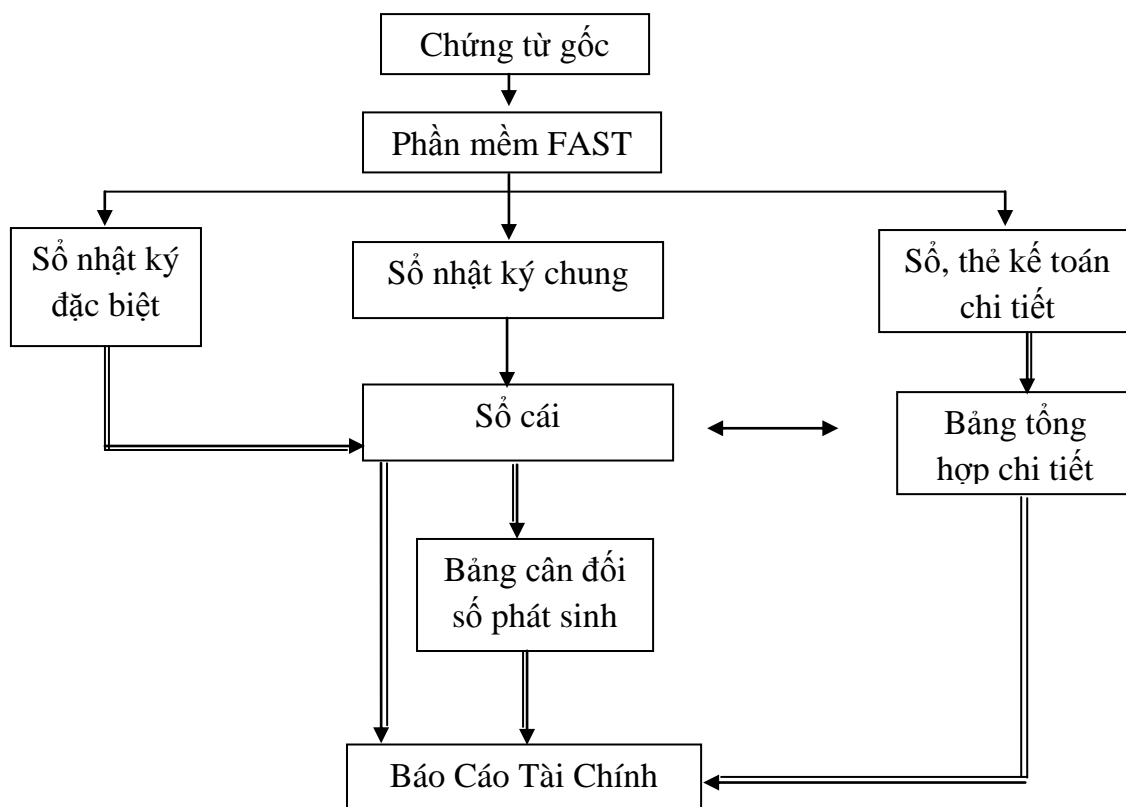 Chứng từ gốc
Phần mềm FAST
Sổ nhật ký
đặc biệt
Sổ nhật ký chung
Sổ, thẻ kế toán
chi tiết
Sổ cái
Bảng tổng
hợp chi tiết
Bảng cân đối
số phát sinh
Báo Cáo Tài Chính